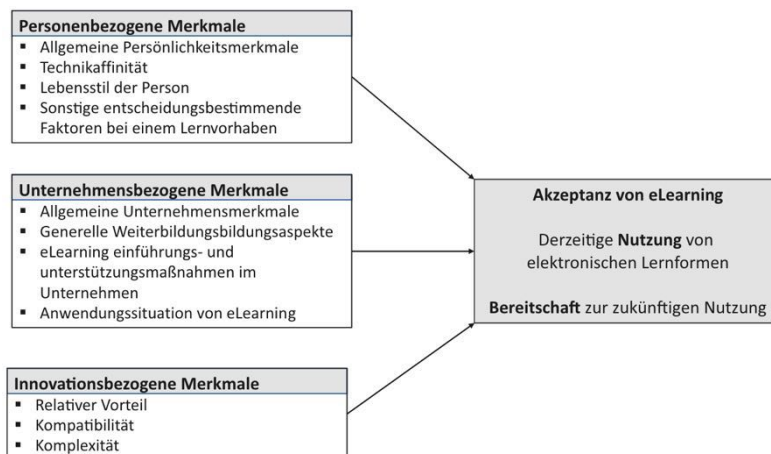 Personenbezogene Merkmale
▪ Allgemeine Persönlichkeitsmerkmale
▪ Technikaffinität
▪ Lebensstil der Person
▪ Sonstige entscheidungsbestimmende
Faktoren bei einem Lernvorhaben
Unternehmensbezogene Merkmale
▪ Allgemeine Unternehmensmerkmale
▪ Generelle Weiterbildungsbildungsaspekte
▪ eLearning einführungs- und
unterstützungsmaßnahmen im
Unternehmen
▪ Anwendungssituation von eLearning
Innovationsbezogene Merkmale
▪ Relativer Vorteil
▪ Kompatibilität
▪ Komplexität
Akzeptanz von eLearning
Derzeitige Nutzung von
elektronischen Lernformen
Bereitschaft zur zukünftigen Nutzung